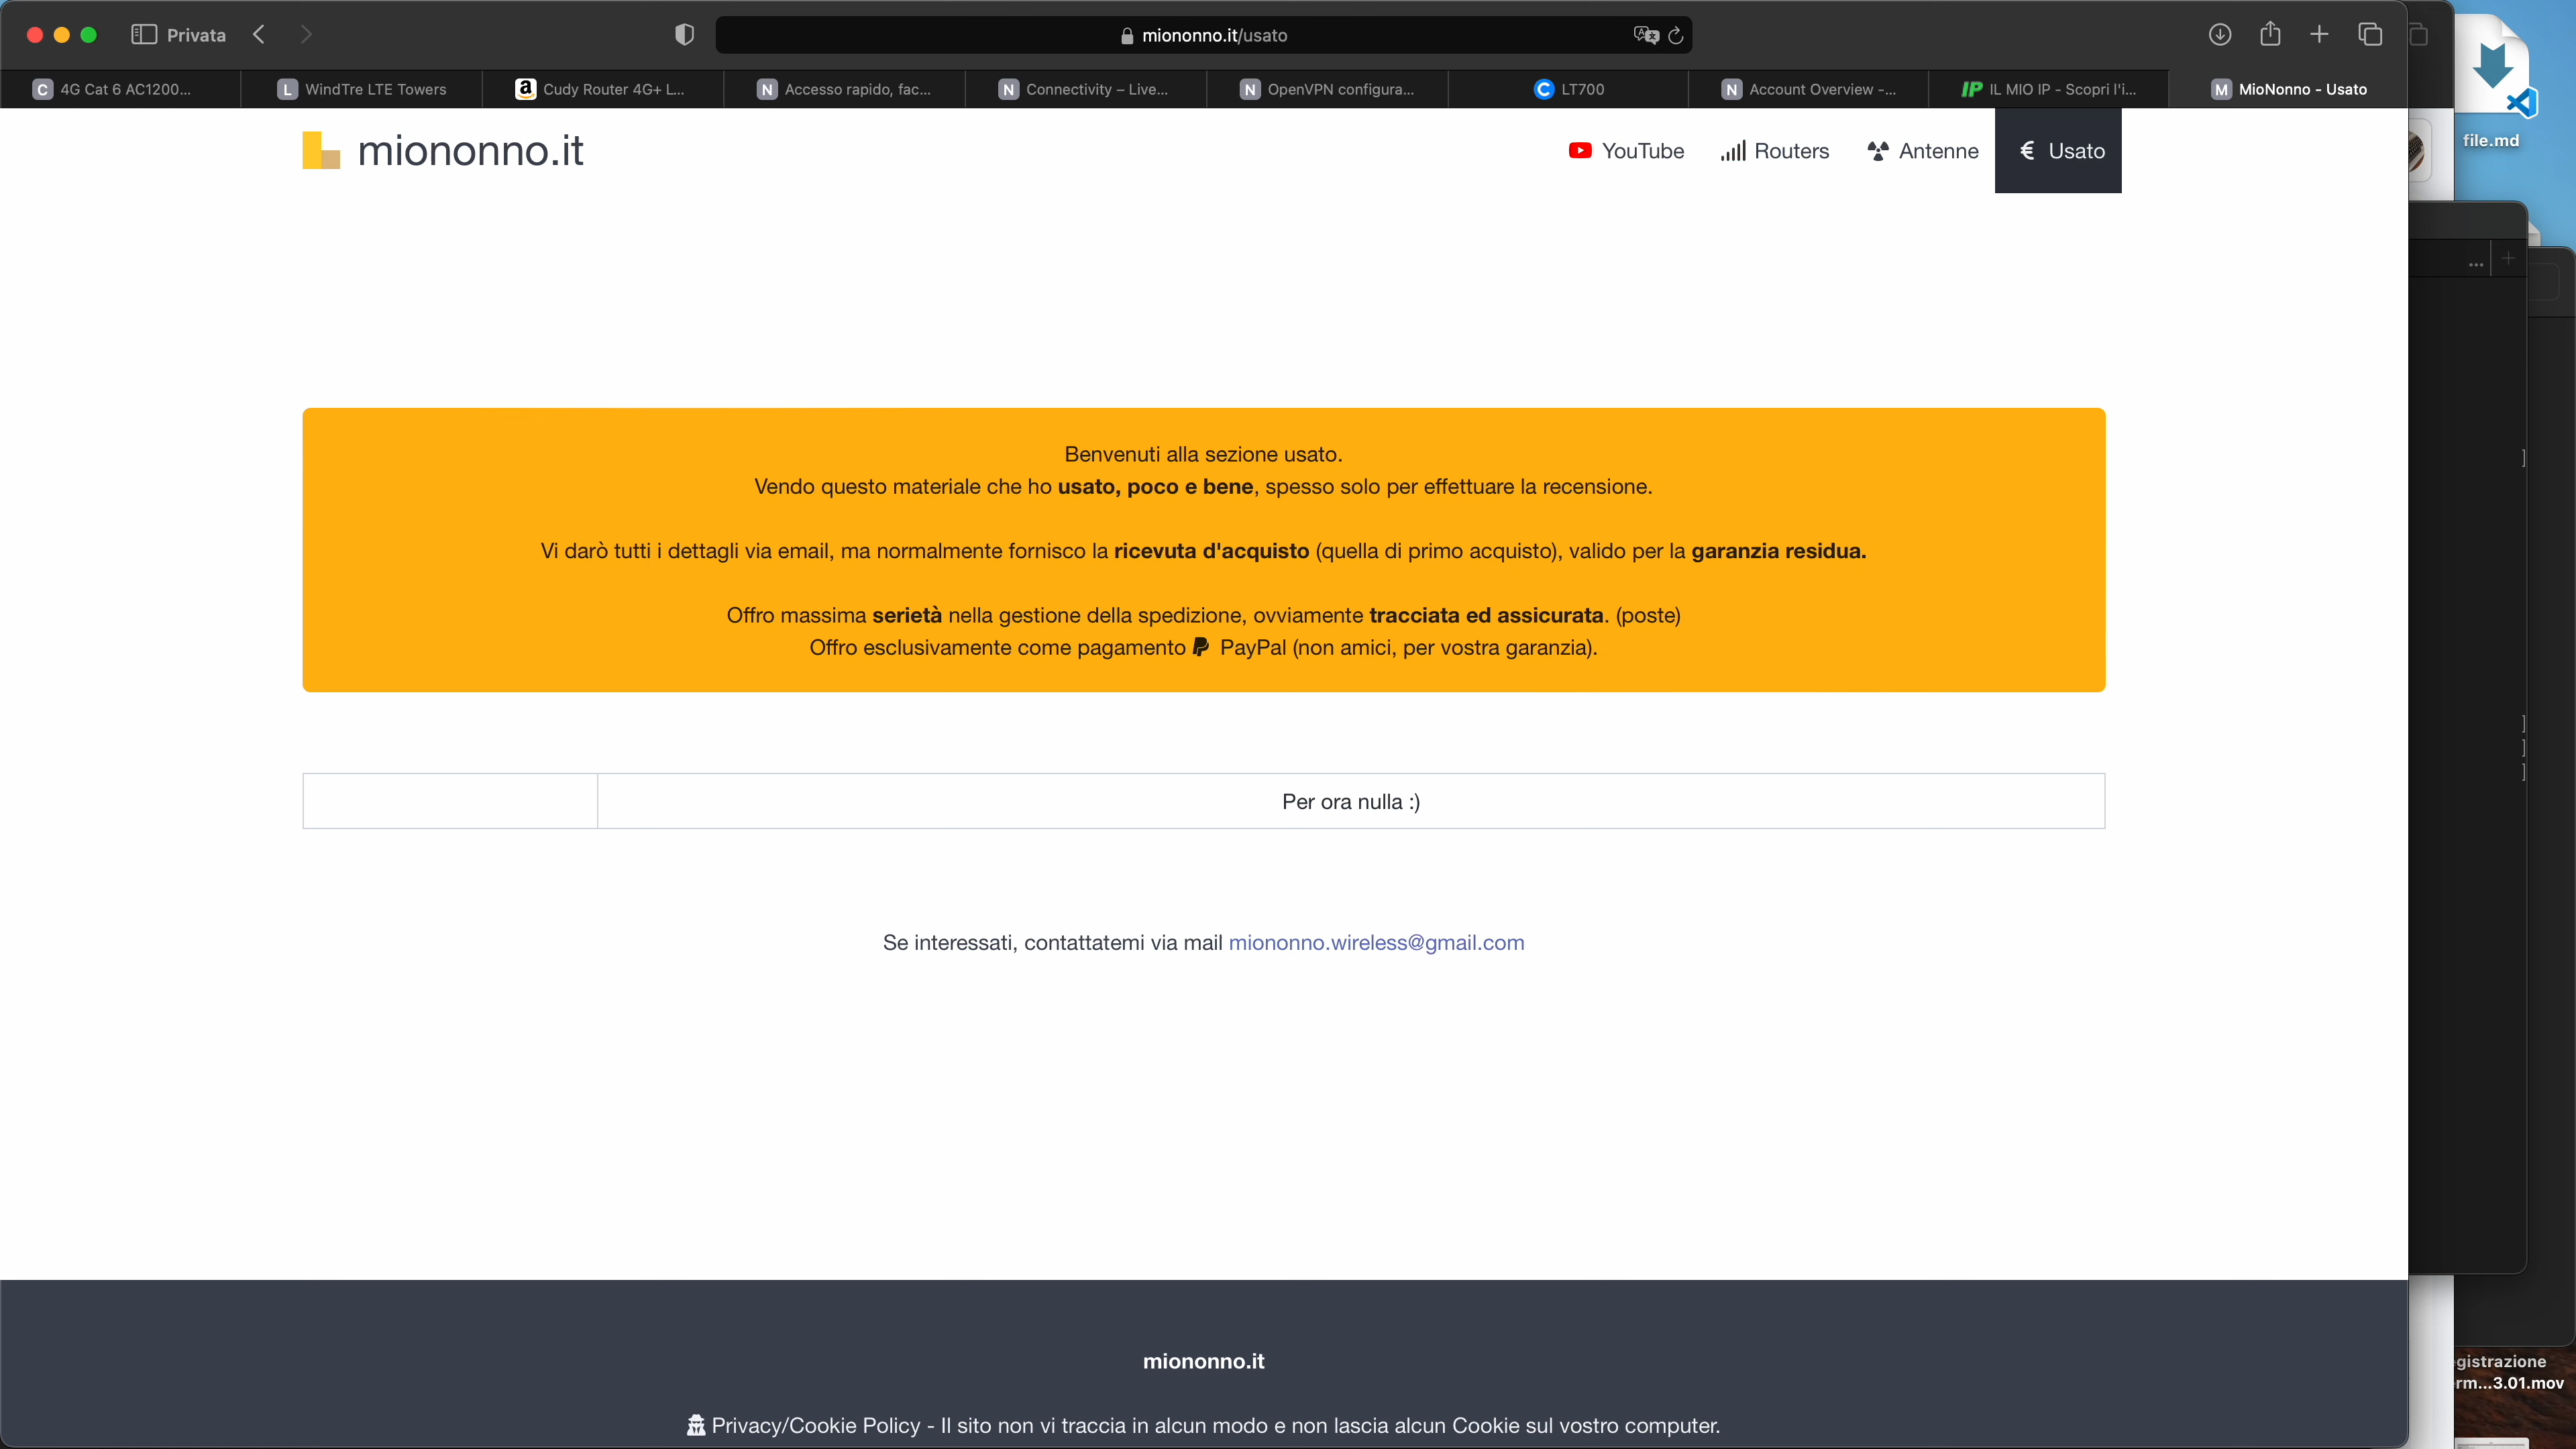 Privata
miononno.it/usato
C 4G Cat 6 AC1200...
L WindTre LTE Towers
a Cudy Router 4G+ L...
N Accesso rapido, fac...
N Connectivity – Live...
N OpenVPN configura...
C LT700
N Account Overview -...
IP IL MIO IP - Scopri l'i...
M MioNonno - Usato
file.md
miononno.it
YouTube
Routers
Antenne
€ Usato
Benvenuti alla sezione usato.
Vendo questo materiale che ho usato, poco e bene, spesso solo per effettuare la recensione.
Vi darò tutti i dettagli via email, ma normalmente fornisco la ricevuta d'acquisto (quella di primo acquisto), valido per la garanzia residua.
Offro massima serietà nella gestione della spedizione, ovviamente tracciata ed assicurata. (poste)
Offro esclusivamente come pagamento PayPal (non amici, per vostra garanzia).
Per ora nulla :)
Se interessati, contattatemi via mail miononno.wireless@gmail.com
miononno.it
Privacy/Cookie Policy - Il sito non vi traccia in alcun modo e non lascia alcun Cookie sul vostro computer.
]
]
]
]
egistrazione
rm...3.01.mov